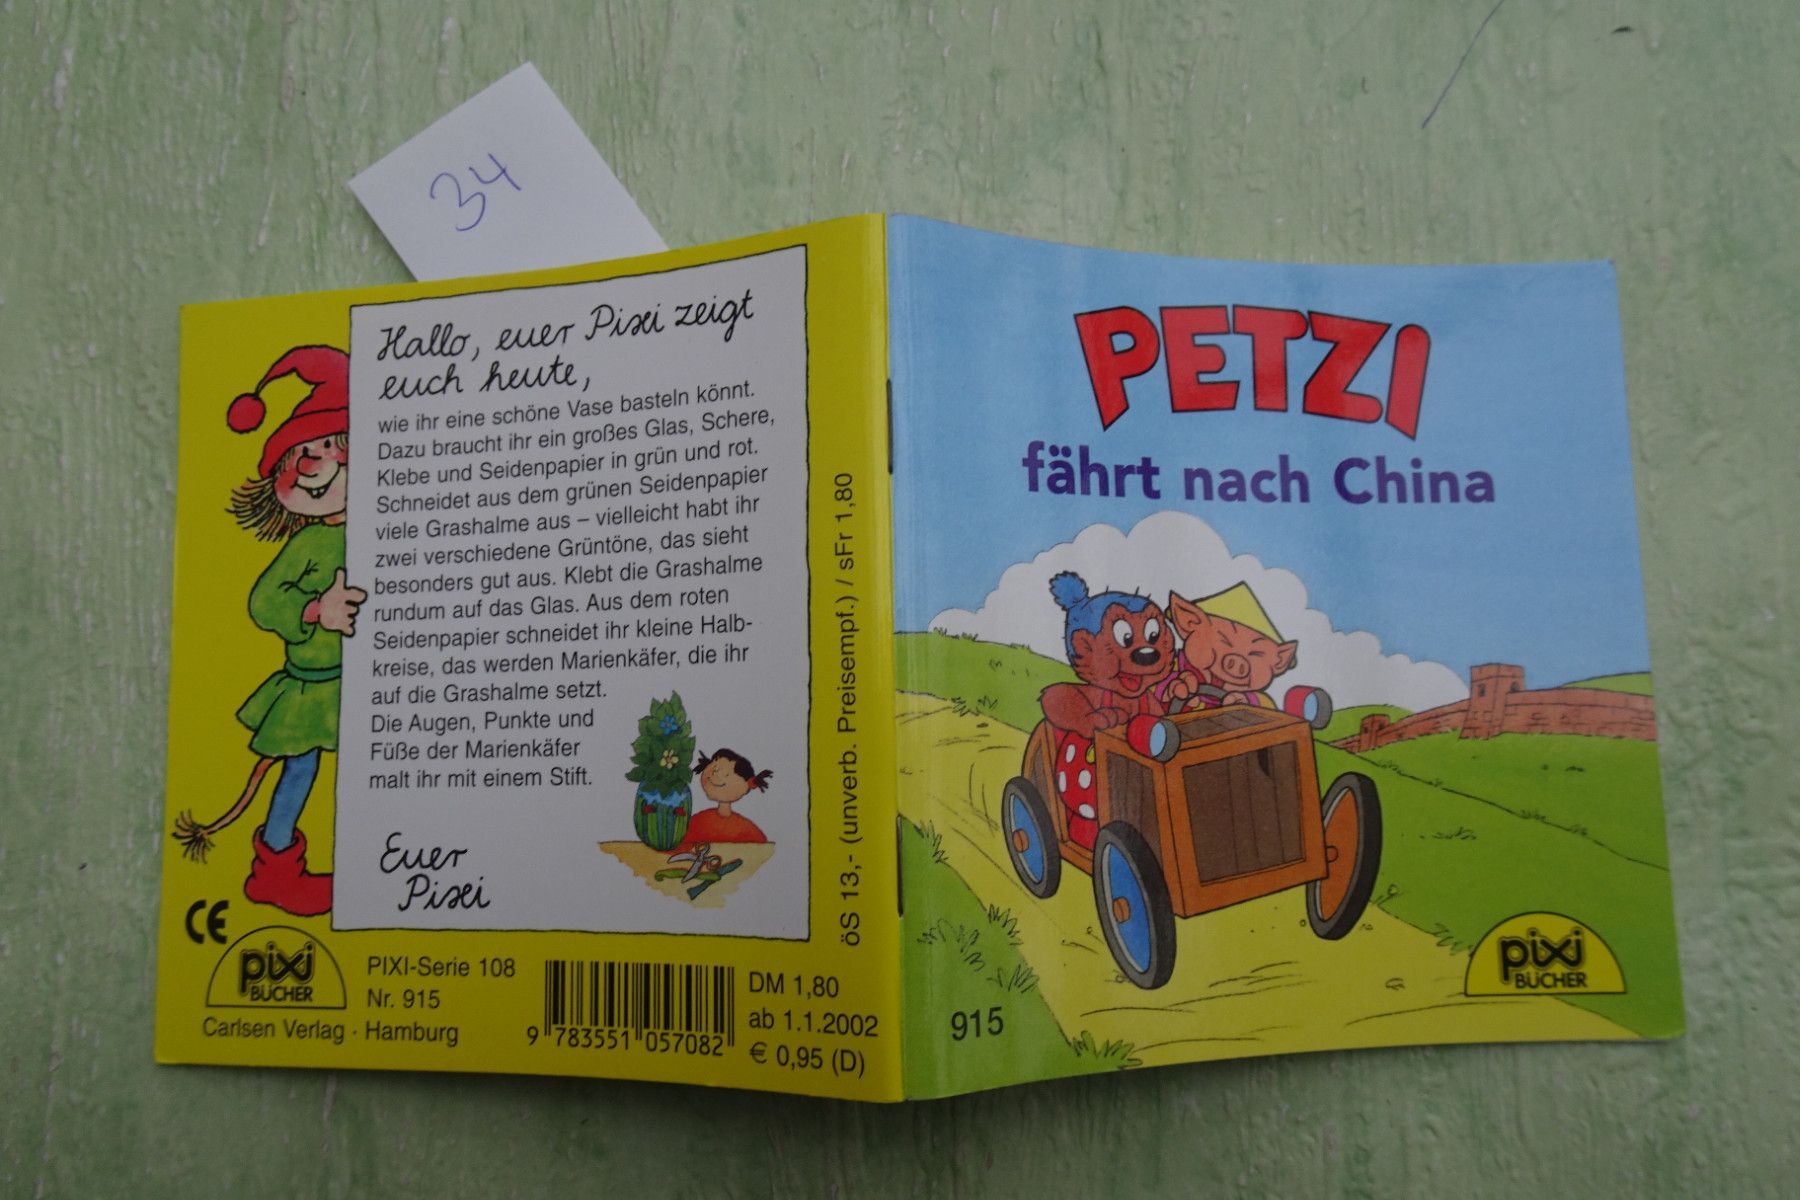 34
Hallo, euer Pixi zeigt
euch heute,
wie ihr eine schöne Vase basteln könnt.
Dazu braucht ihr ein großes Glas, Schere,
Klebe und Seidenpapier in grün und rot.
Schneidet aus dem grünen Seidenpapier
viele Grashalme aus – vielleicht habt ihr
zwei verschiedene Grüntöne, das sieht
besonders gut aus. Klebt die Grashalme
rundum auf das Glas. Aus dem roten
Seidenpapier schneidet ihr kleine Halb-
kreise, das werden Marienkäfer, die ihr
auf die Grashalme setzt.
Die Augen, Punkte und
Füße der Marienkäfer
malt ihr mit einem Stift.
Euer
Pixi
CE
pixi
BÜCHER
Carlsen Verlag · Hamburg
PIXI-Serie 108
Nr. 915
9 783551 057082
DM 1,80
ab 1.1.2002
€ 0,95 (D)
öS 13,- (unverb. Preisempf.) / sFr 1,80
PETZI
fährt nach China
915
pixi
BÜCHER